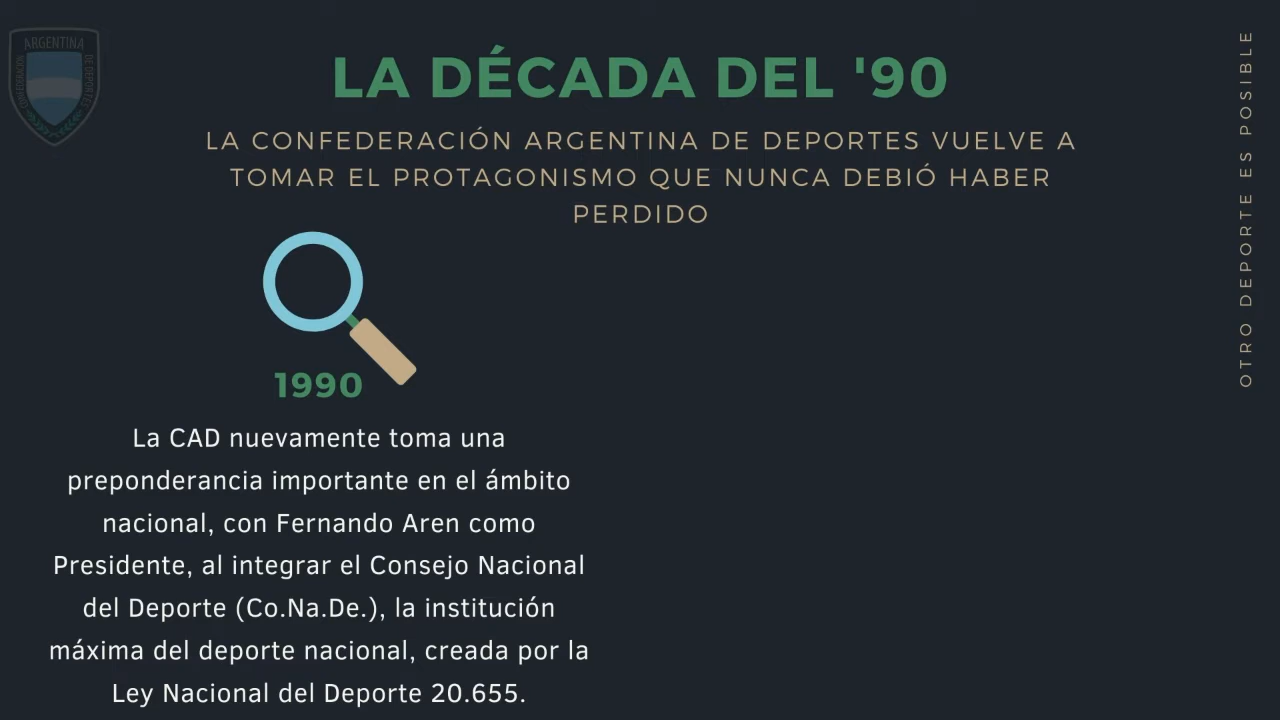 ARGENTINA
CONFEDERACIÓN
DE DEPORTES
LA DÉCADA DEL '90
LA CONFEDERACIÓN ARGENTINA DE DEPORTES VUELVE A
TOMAR EL PROTAGONISMO QUE NUNCA DEBIÓ HABER
PERDIDO
1990
La CAD nuevamente toma una
preponderancia importante en el ámbito
nacional, con Fernando Aren como
Presidente, al integrar el Consejo Nacional
del Deporte (Co.Na.De.), la institución
máxima del deporte nacional, creada por la
Ley Nacional del Deporte 20.655.
OTRO DEPORTE ES POSIBLE